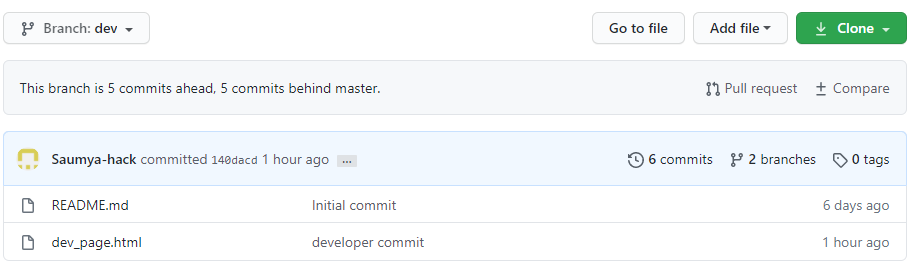 Branch: dev Go to file Add file Clone
This branch is 5 commits ahead, 5 commits behind master. Pull request Compare
Saumya-hack committed 140dacd 1 hour ago ... 6 commits 2 branches 0 tags
README.md Initial commit 6 days ago
dev_page.html developer commit 1 hour ago